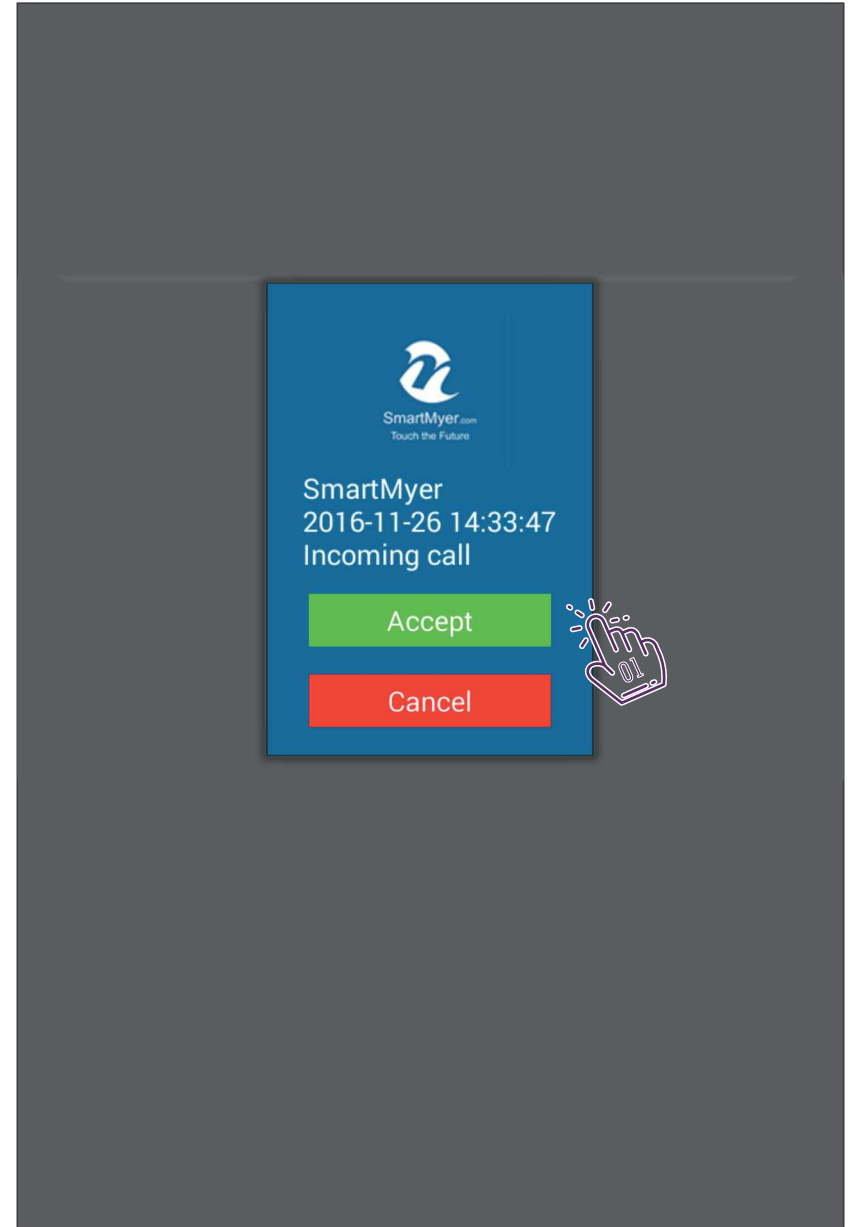 SmartMyer.com
Touch the Future
SmartMyer
2016-11-26 14:33:47
Incoming call
Accept
01
Cancel